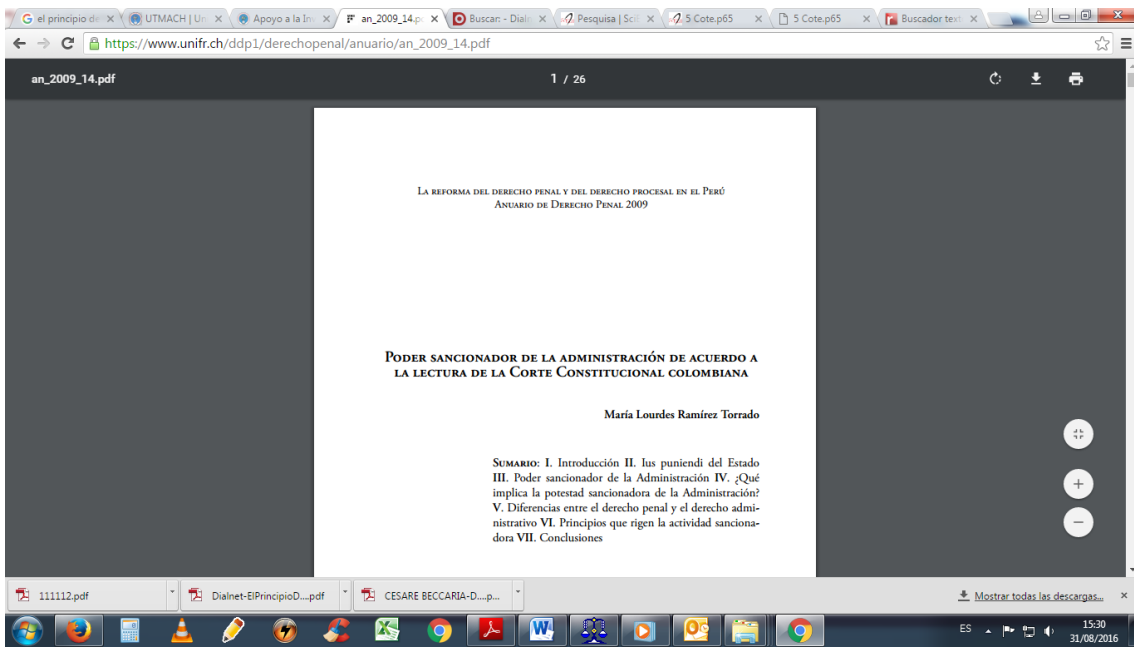 el principio de
UTMACH | Un
Apoyo a la In
an_2009_14.p
Buscar: - Dialn
Pesquisa | Sci
5 Cote.p65
5 Cote.p65
Buscador text
https://www.unifr.ch/ddp1/derechopenal/anuario/an_2009_14.pdf
an_2009_14.pdf
1 / 26
La reforma del derecho penal y del derecho procesal en el Perú
Anuario de Derecho Penal 2009
Poder sancionador de la administración de acuerdo a
la lectura de la Corte Constitucional colombiana
María Lourdes Ramírez Torrado
Sumario: I. Introducción II. Ius puniendi del Estado
III. Poder sancionador de la Administración IV. ¿Qué
implica la potestad sancionadora de la Administración?
V. Diferencias entre el derecho penal y el derecho admi-
nistrativo VI. Principios que rigen la actividad sanciona-
dora VII. Conclusiones
111112.pdf
Dialnet-ElPrincipioD....pdf
CESARE BECCARIA-D....p...
Mostrar todas las descargas...
ES
15:30
31/08/2016